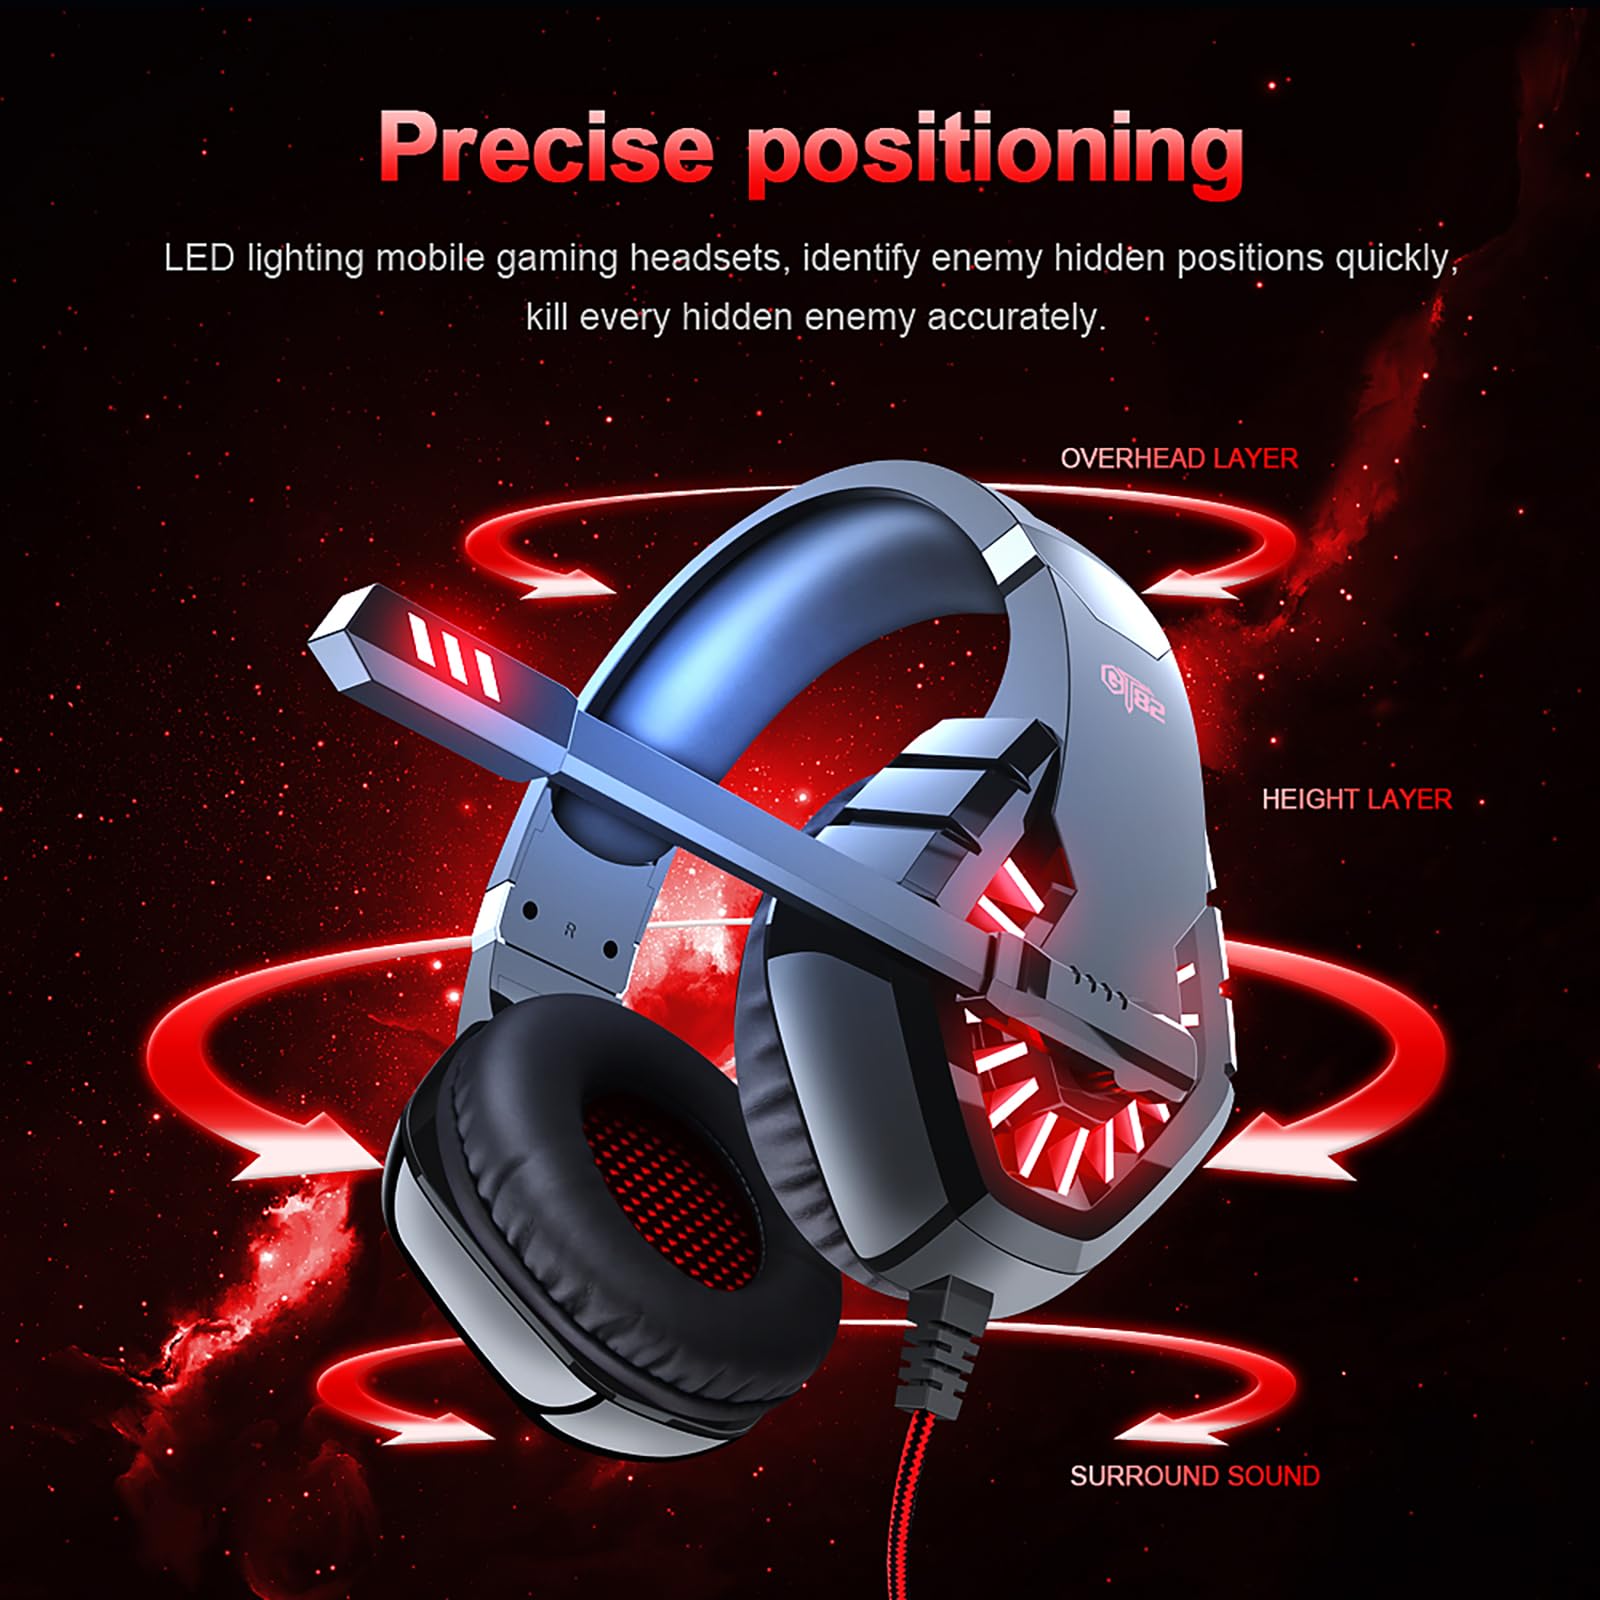 Precise positioning
LED lighting mobile gaming headsets, identify enemy hidden positions quickly,
kill every hidden enemy accurately.
OVERHEAD LAYER
GT82
HEIGHT LAYER
R
SURROUND SOUND